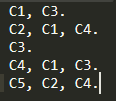 C1, C3.
C2, C1, C4.
C3.
C4, C1, C3.
C5, C2, C4.